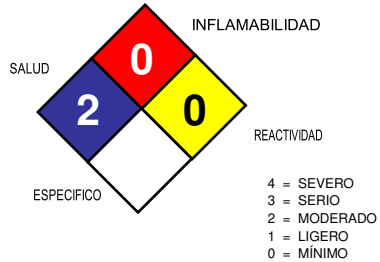 INFLAMABILIDAD
0
SALUD
2
0
REACTIVIDAD
ESPECIFICO
4 = SEVERO
3 = SERIO
2 = MODERADO
1 = LIGERO
0 = MÍNIMO